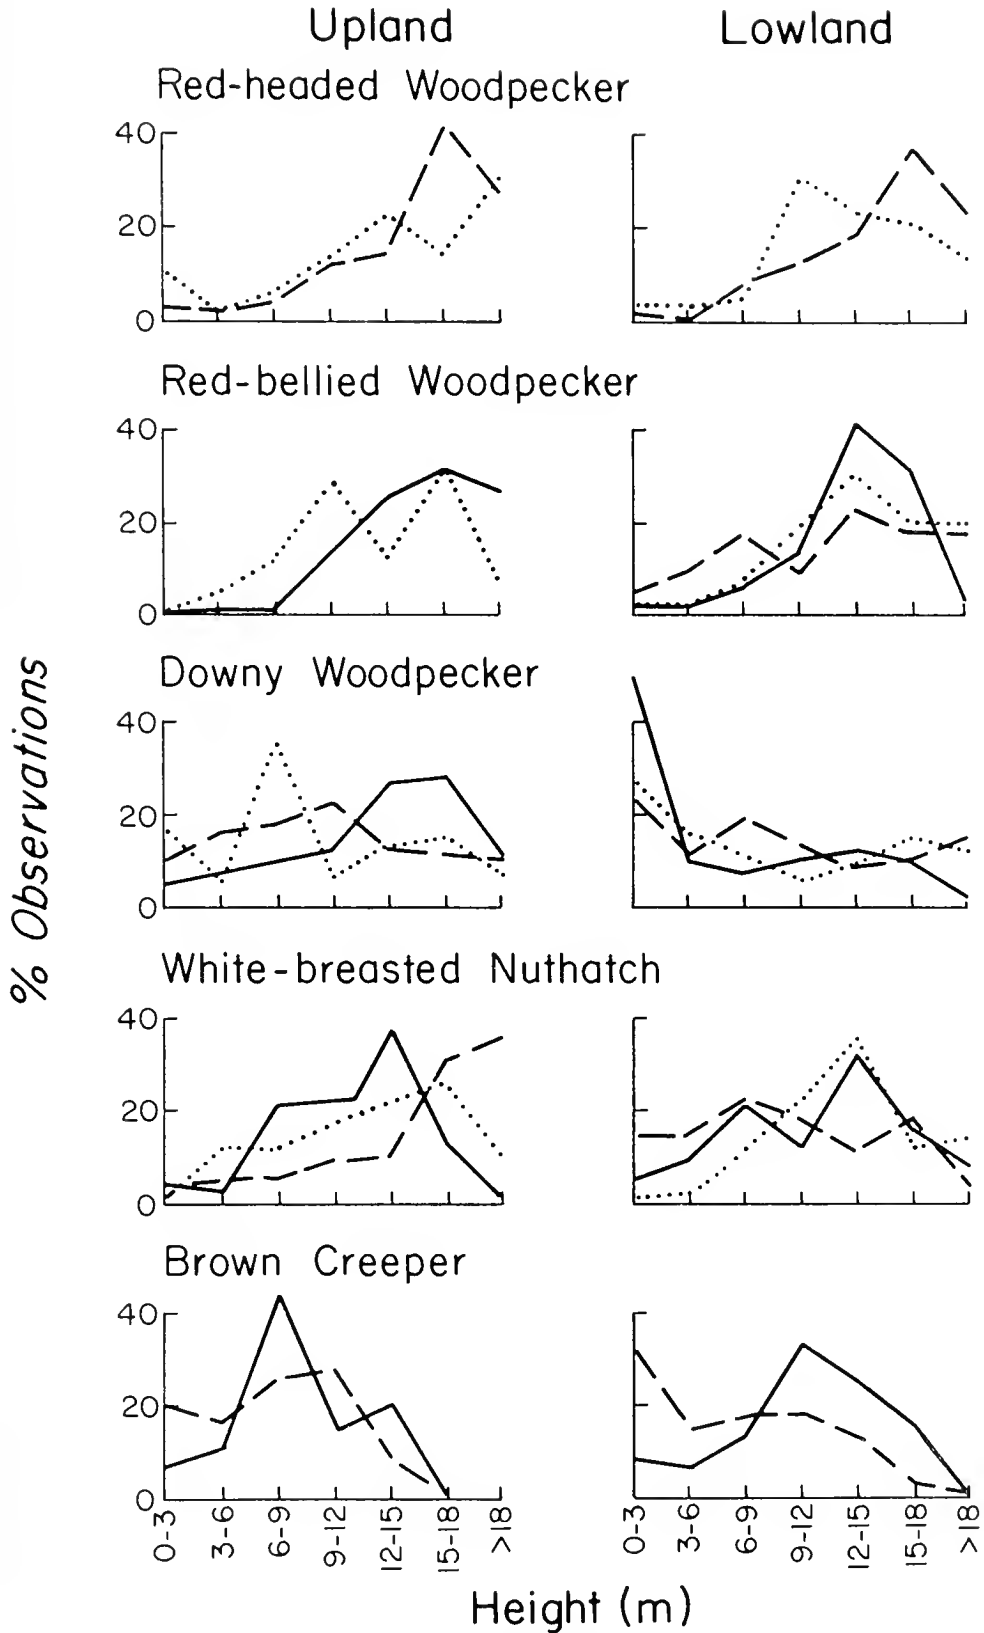 Upland Lowland
Red-headed Woodpecker
40
20
0
Red-bellied Woodpecker
40
20
0
Downy Woodpecker
40
20
0
White-breasted Nuthatch
40
20
0
Brown Creeper
40
20
0
% Observations
0-3 3-6 6-9 9-12 12-15 15-18 >18 0-3 3-6 6-9 9-12 12-15 15-18 >18
Height (m)